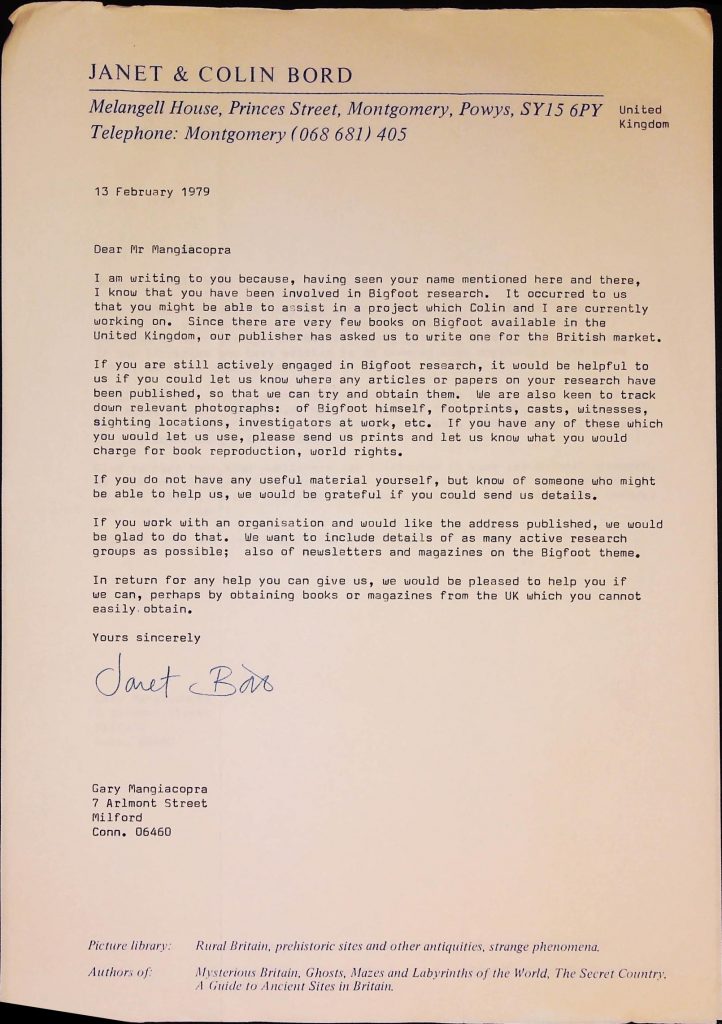 JANET & COLIN BORD
Melangell House, Princes Street, Montgomery, Powys, SY15 6PY
United
Kingdom
Telephone: Montgomery (068 681) 405
13 February 1979
Dear Mr Mangiacopra
I am writing to you because, having seen your name mentioned here and there,
I know that you have been involved in Bigfoot research. It occurred to us
that you might be able to assist in a project which Colin and I are currently
working on. Since there are very few books on Bigfoot available in the
United Kingdom, our publisher has asked us to write one for the British market.
If you are still actively engaged in Bigfoot research, it would be helpful to
us if you could let us know where any articles or papers on your research have
been published, so that we can try and obtain them. We are also keen to track
down relevant photographs: of Bigfoot himself, footprints, casts, witnesses,
sighting locations, investigators at work, etc. If you have any of these which
you would let us use, please send us prints and let us know what you would
charge for book reproduction, world rights.
If you do not have any useful material yourself, but know of someone who might
be able to help us, we would be grateful if you could send us details.
If you work with an organisation and would like the address published, we would
be glad to do that. We want to include details of as many active research
groups as possible; also of newsletters and magazines on the Bigfoot theme.
In return for any help you can give us, we would be pleased to help you if
we can, perhaps by obtaining books or magazines from the UK which you cannot
easily obtain.
Yours sincerely
Janet Bord
Gary Mangiacopra
7 Arlmont Street
Milford
Conn. 06460
Picture library: Rural Britain, prehistoric sites and other antiquities, strange phenomena.
Authors of: Mysterious Britain, Ghosts, Mazes and Labyrinths of the World, The Secret Country,
A Guide to Ancient Sites in Britain.